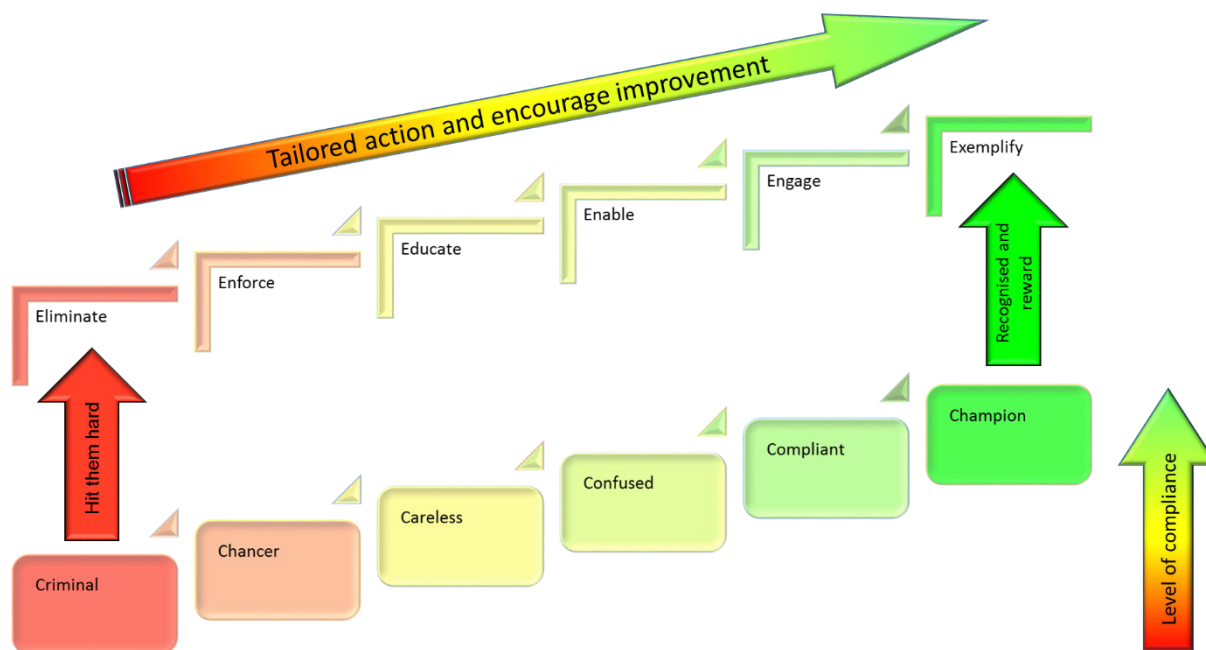 Tailored action and encourage improvement
Exemplify
Engage
Enable
Educate
Enforce
Eliminate
Recognised and
reward
Hit them hard
Champion
Compliant
Confused
Careless
Chancer
Criminal
Level of compliance